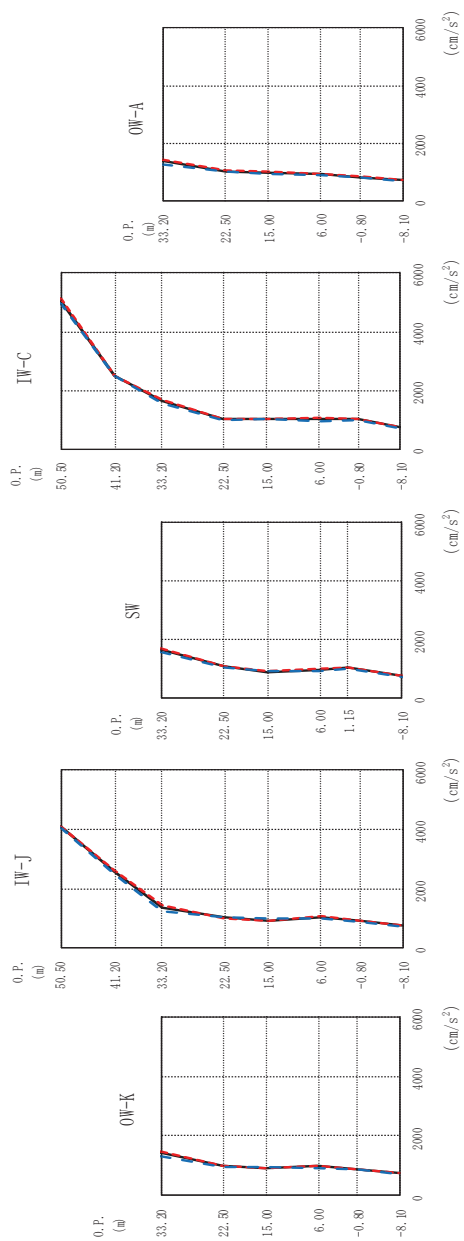 OW-K
O.P.
(m)
33.20
22.50
15.00
6.00
-0.80
-8.10
0
2000
4000
6000
(cm/s²)
IW-J
O.P.
(m)
50.50
41.20
33.20
22.50
15.00
6.00
-0.80
-8.10
0
2000
4000
6000
(cm/s²)
SW
O.P.
(m)
33.20
22.50
15.00
6.00
1.15
-8.10
0
2000
4000
6000
(cm/s²)
IW-C
O.P.
(m)
50.50
41.20
33.20
22.50
15.00
6.00
-0.80
-8.10
0
2000
4000
6000
(cm/s²)
OW-A
O.P.
(m)
33.20
22.50
15.00
6.00
-0.80
-8.10
0
2000
4000
6000
(cm/s²)